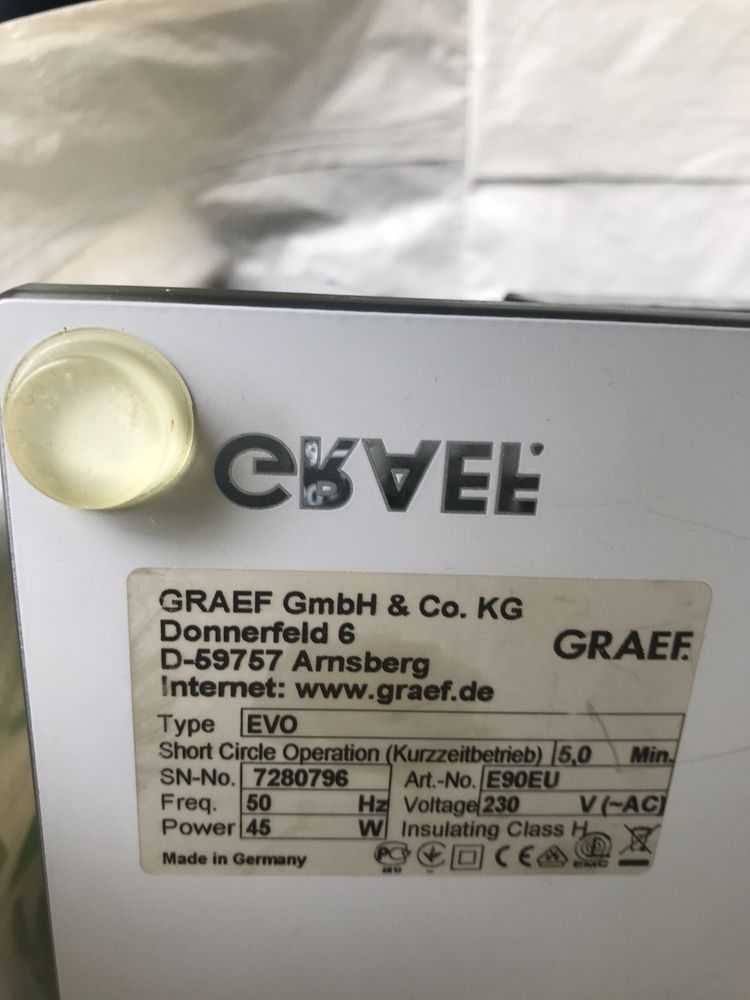 GRAEF
GRAEF GmbH & Co. KG
Donnerfeld 6
D-59757 Arnsberg
Internet: www.graef.de
GRAEF
Type EVO
Short Circle Operation (Kurzzeitbetrieb) 5,0 Min.
SN-No. 7280796 Art.-No. E90EU
Freq. 50 Hz Voltage 230 V (~AC)
Power 45 W Insulating Class H
Made in Germany CE EMC